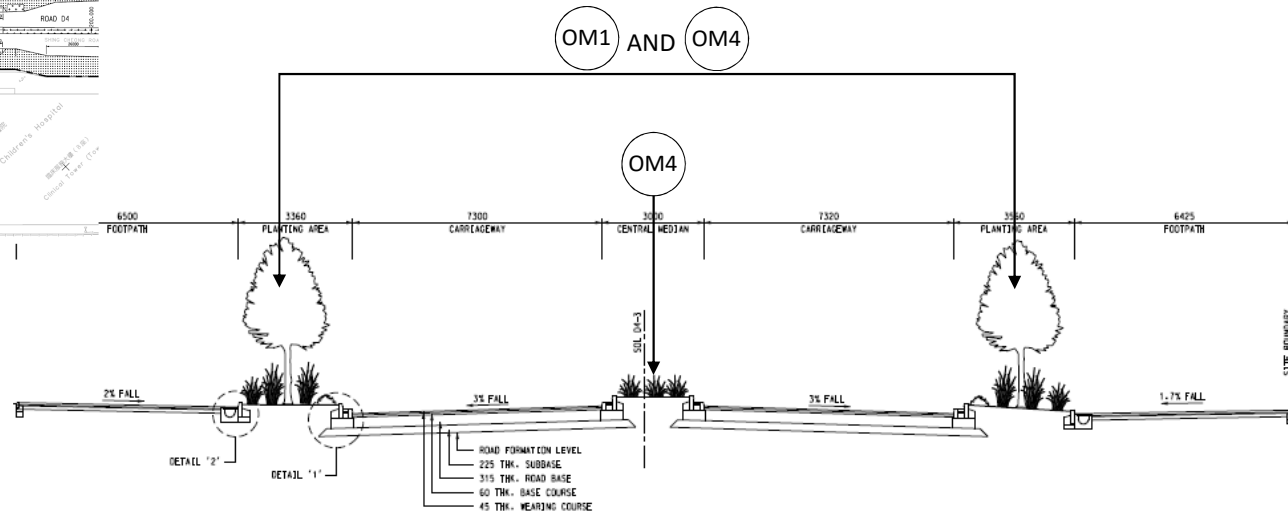 ROAD D4
Children's Hospital
OM1 AND OM4
OM4
6500 3360 7300 3000 7320 3560 6425
FOOTPATH PLANTING AREA CARRIAGEWAY CENTRAL MEDIAN CARRIAGEWAY PLANTING AREA FOOTPATH
SOL D4-3
SITE BOUNDARY
2% FALL 3% FALL 3% FALL 1.7% FALL
DETAIL '2' DETAIL '1'
ROAD FORMATION LEVEL
225 THK. SUBBASE
315 THK. ROAD BASE
60 THK. BASE COURSE
45 THK. WEARING COURSE